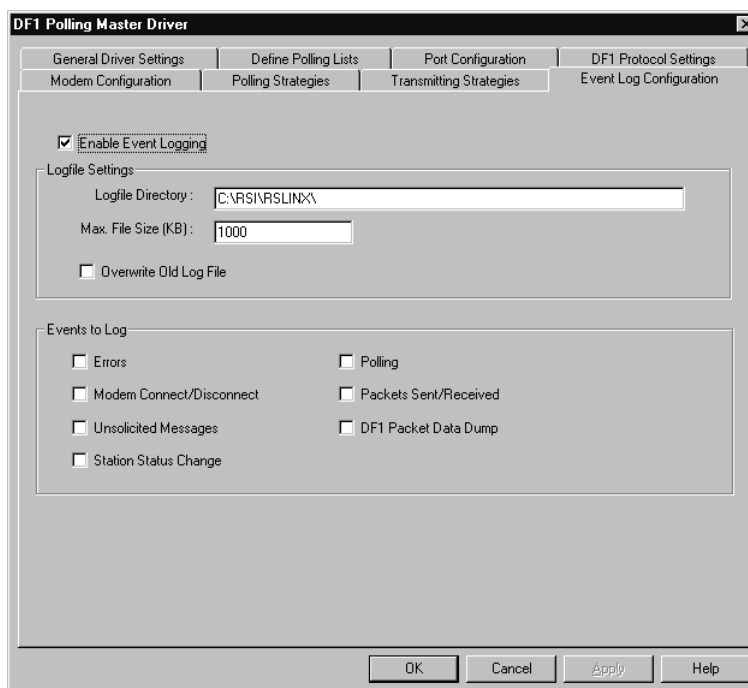 DF1 Polling Master Driver
General Driver Settings
Define Polling Lists
Port Configuration
DF1 Protocol Settings
Modem Configuration
Polling Strategies
Transmitting Strategies
Event Log Configuration
Enable Event Logging
Logfile Settings
Logfile Directory :
C:\RSI\RSLINX\
Max. File Size (KB) :
1000
Overwrite Old Log File
Events to Log
Errors
Polling
Modem Connect/Disconnect
Packets Sent/Received
Unsolicited Messages
DF1 Packet Data Dump
Station Status Change
OK
Cancel
Apply
Help